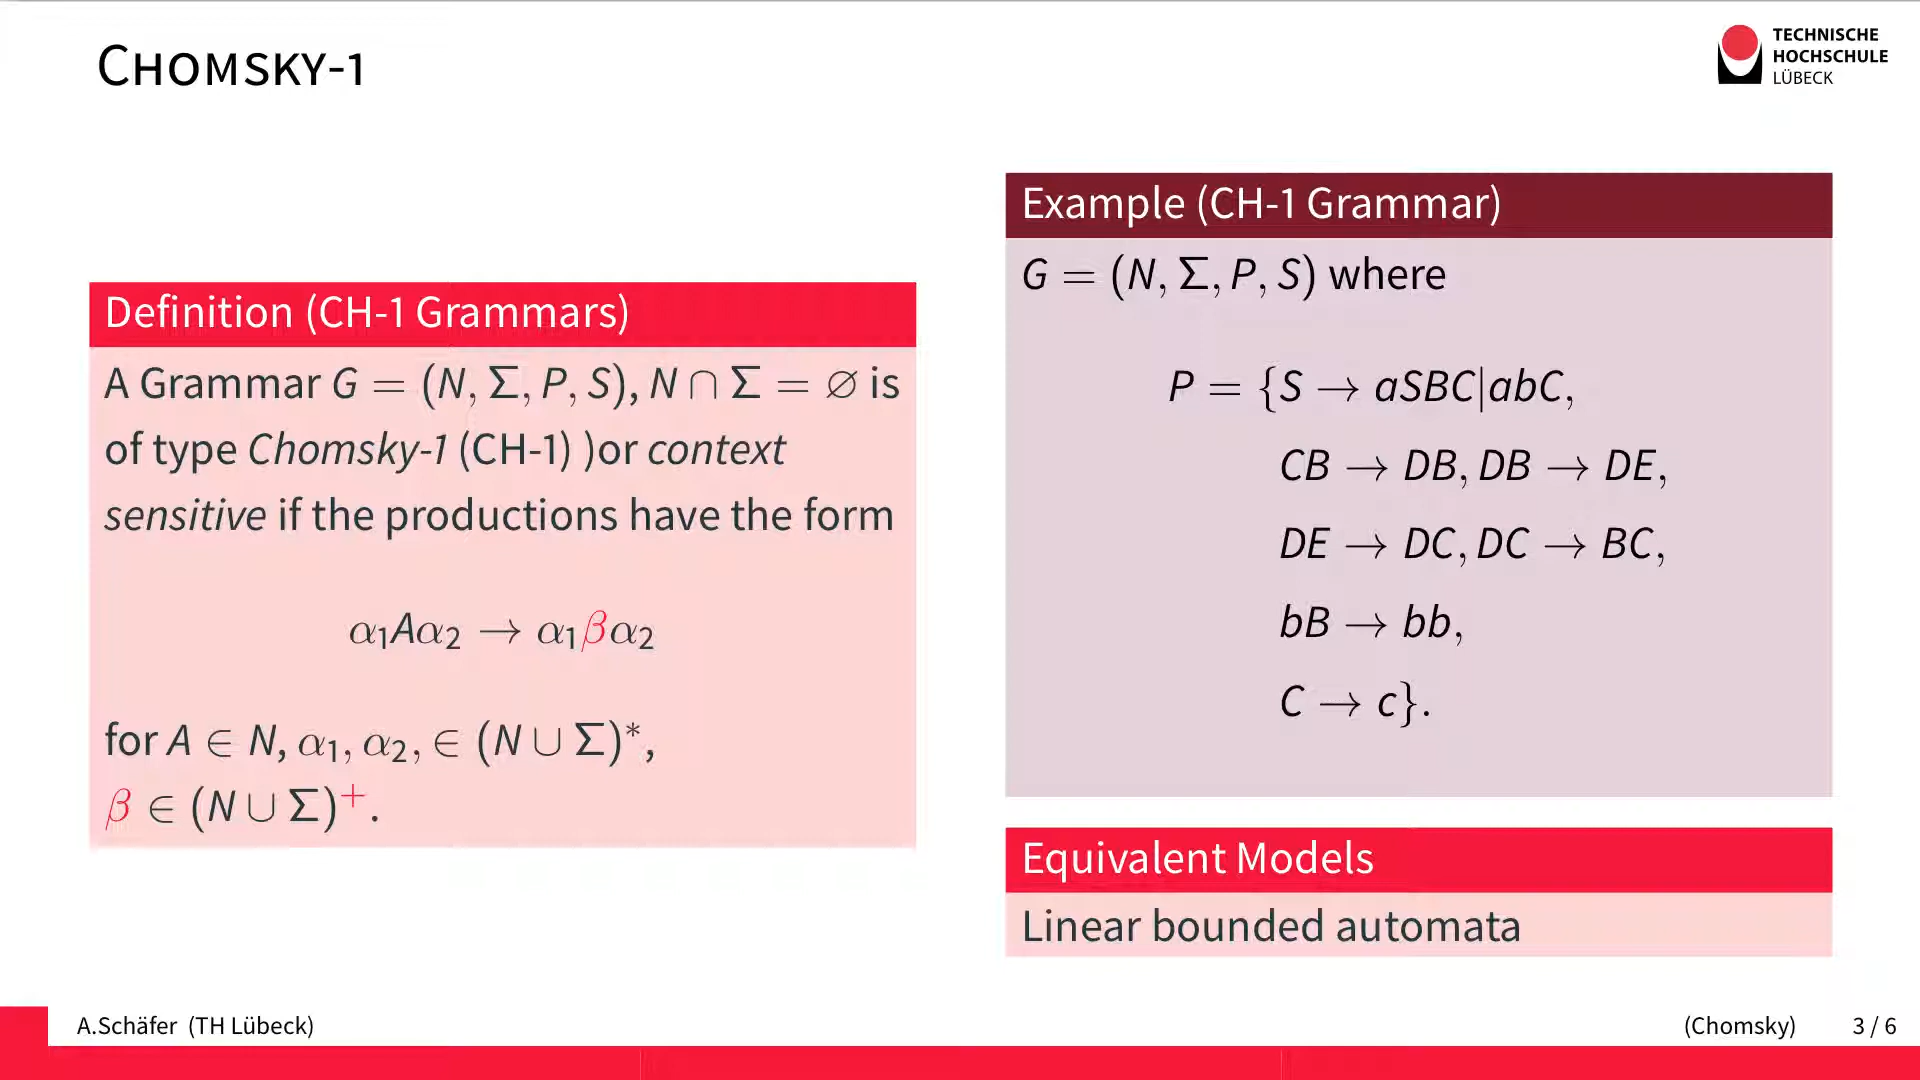 CHOMSKY-1
TECHNISCHE
HOCHSCHULE
LÜBECK
Definition (CH-1 Grammars)
A Grammar G = (N, Σ, P, S), N ∩ Σ = ∅ is
of type Chomsky-1 (CH-1) )or context
sensitive if the productions have the form
α₁Aα₂ → α₁βα₂
for A ∈ N, α₁, α₂, ∈ (N ∪ Σ)*,
β ∈ (N ∪ Σ)⁺.
Example (CH-1 Grammar)
G = (N, Σ, P, S) where
P = {S → aSBC|abC,
CB → DB, DB → DE,
DE → DC, DC → BC,
bB → bb,
C → c}.
Equivalent Models
Linear bounded automata
A.Schäfer (TH Lübeck)
(Chomsky)
3 / 6